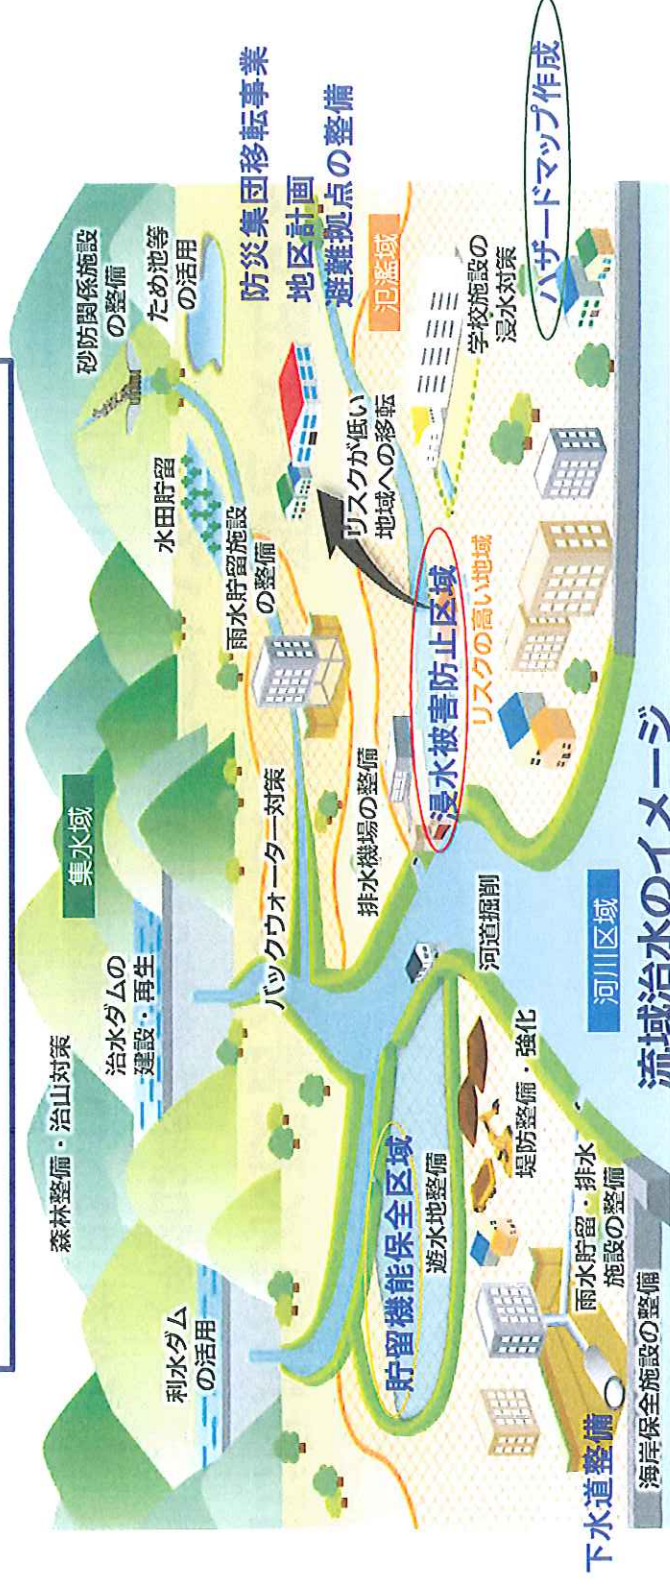 森林整備・治山対策
集水域
治水ダムの
建設・再生
利水ダム
の活用
砂防関係施設
の整備
ため池等
の活用
水田貯留
雨水貯留施設
の整備
バックウォーター対策
防災集団移転事業
地区計画
避難拠点の整備
氾濫域
リスクが低い
地域への移転
学校施設の
浸水対策
ハザードマップ作成
排水機場の整備
浸水被害防止区域
リスクの高い地域
貯留機能保全区域
遊水地整備
河道掘削
堤防整備・強化
雨水貯留・排水
施設の整備
下水道整備
海岸保全施設の整備
河川区域
流域治水のイメージ